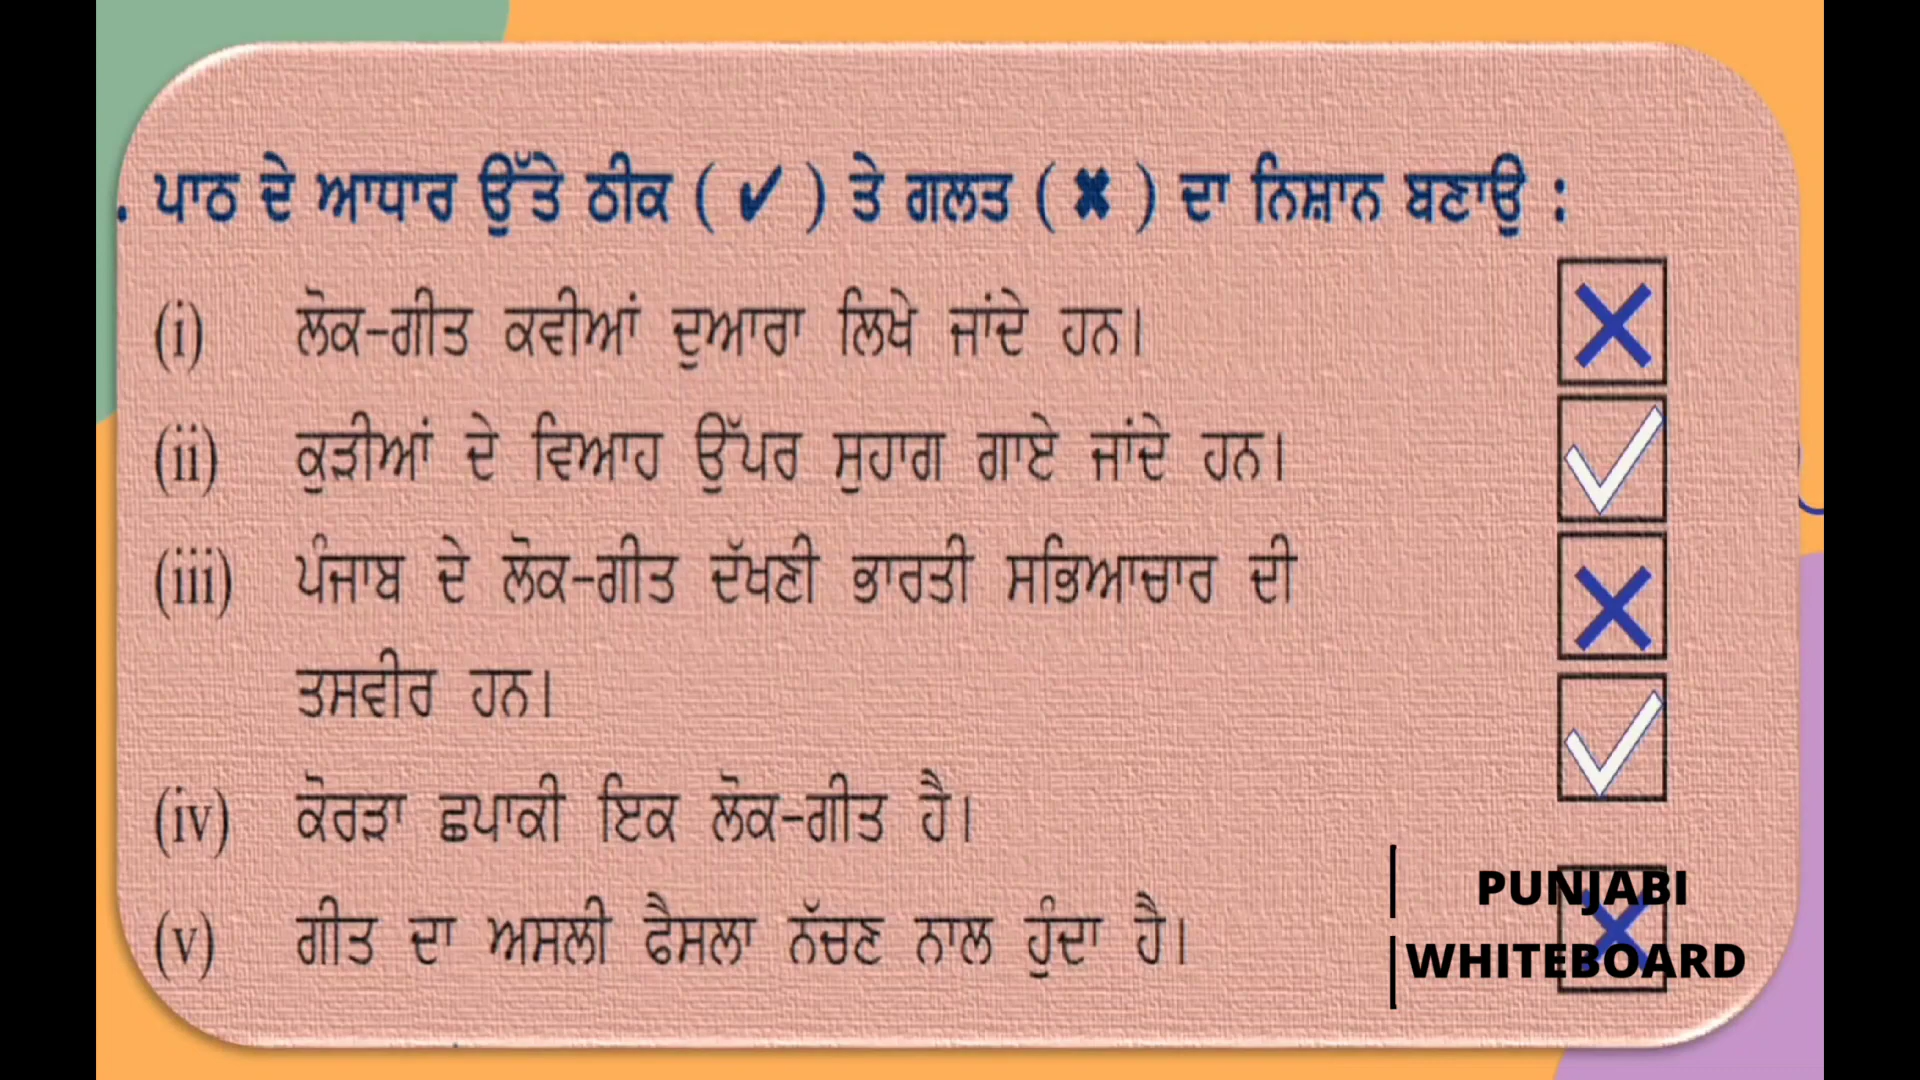 . ਪਾਠ ਦੇ ਆਧਾਰ ਉੱਤੇ ਠੀਕ ( ✔ ) ਤੇ ਗਲਤ ( ✖ ) ਦਾ ਨਿਸ਼ਾਨ ਬਣਾਉ :
(i) ਲੋਕ-ਗੀਤ ਕਵੀਆਂ ਦੁਆਰਾ ਲਿਖੇ ਜਾਂਦੇ ਹਨ।
(ii) ਕੁੜੀਆਂ ਦੇ ਵਿਆਹ ਉੱਪਰ ਸੁਹਾਗ ਗਾਏ ਜਾਂਦੇ ਹਨ।
(iii) ਪੰਜਾਬ ਦੇ ਲੋਕ-ਗੀਤ ਦੱਖਣੀ ਭਾਰਤੀ ਸਭਿਆਚਾਰ ਦੀ
ਤਸਵੀਰ ਹਨ।
(iv) ਕੋਰੜਾ ਛਪਾਕੀ ਇਕ ਲੋਕ-ਗੀਤ ਹੈ।
(v) ਗੀਤ ਦਾ ਅਸਲੀ ਫੈਸਲਾ ਨੱਚਣ ਨਾਲ ਹੁੰਦਾ ਹੈ।
PUNJABI
WHITEBOARD